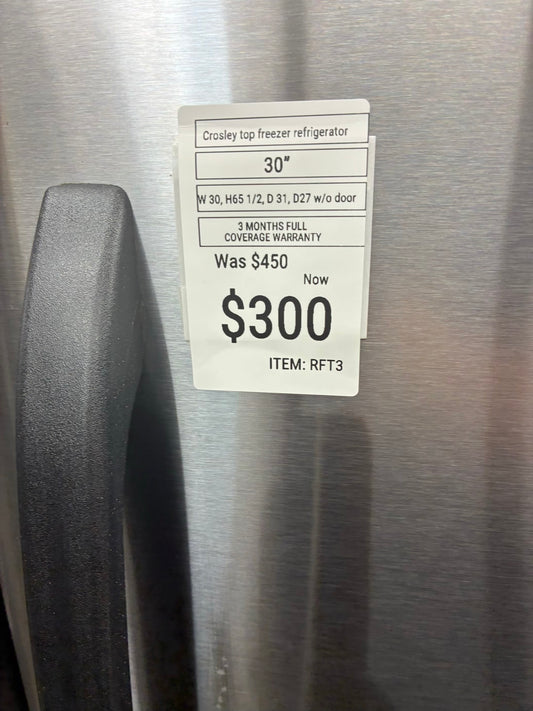 Crosley top freezer refrigerator
30"
W 30, H65 1/2, D 31, D27 w/o door
3 MONTHS FULL
COVERAGE WARRANTY
Was $450
Now
$300
ITEM: RFT3